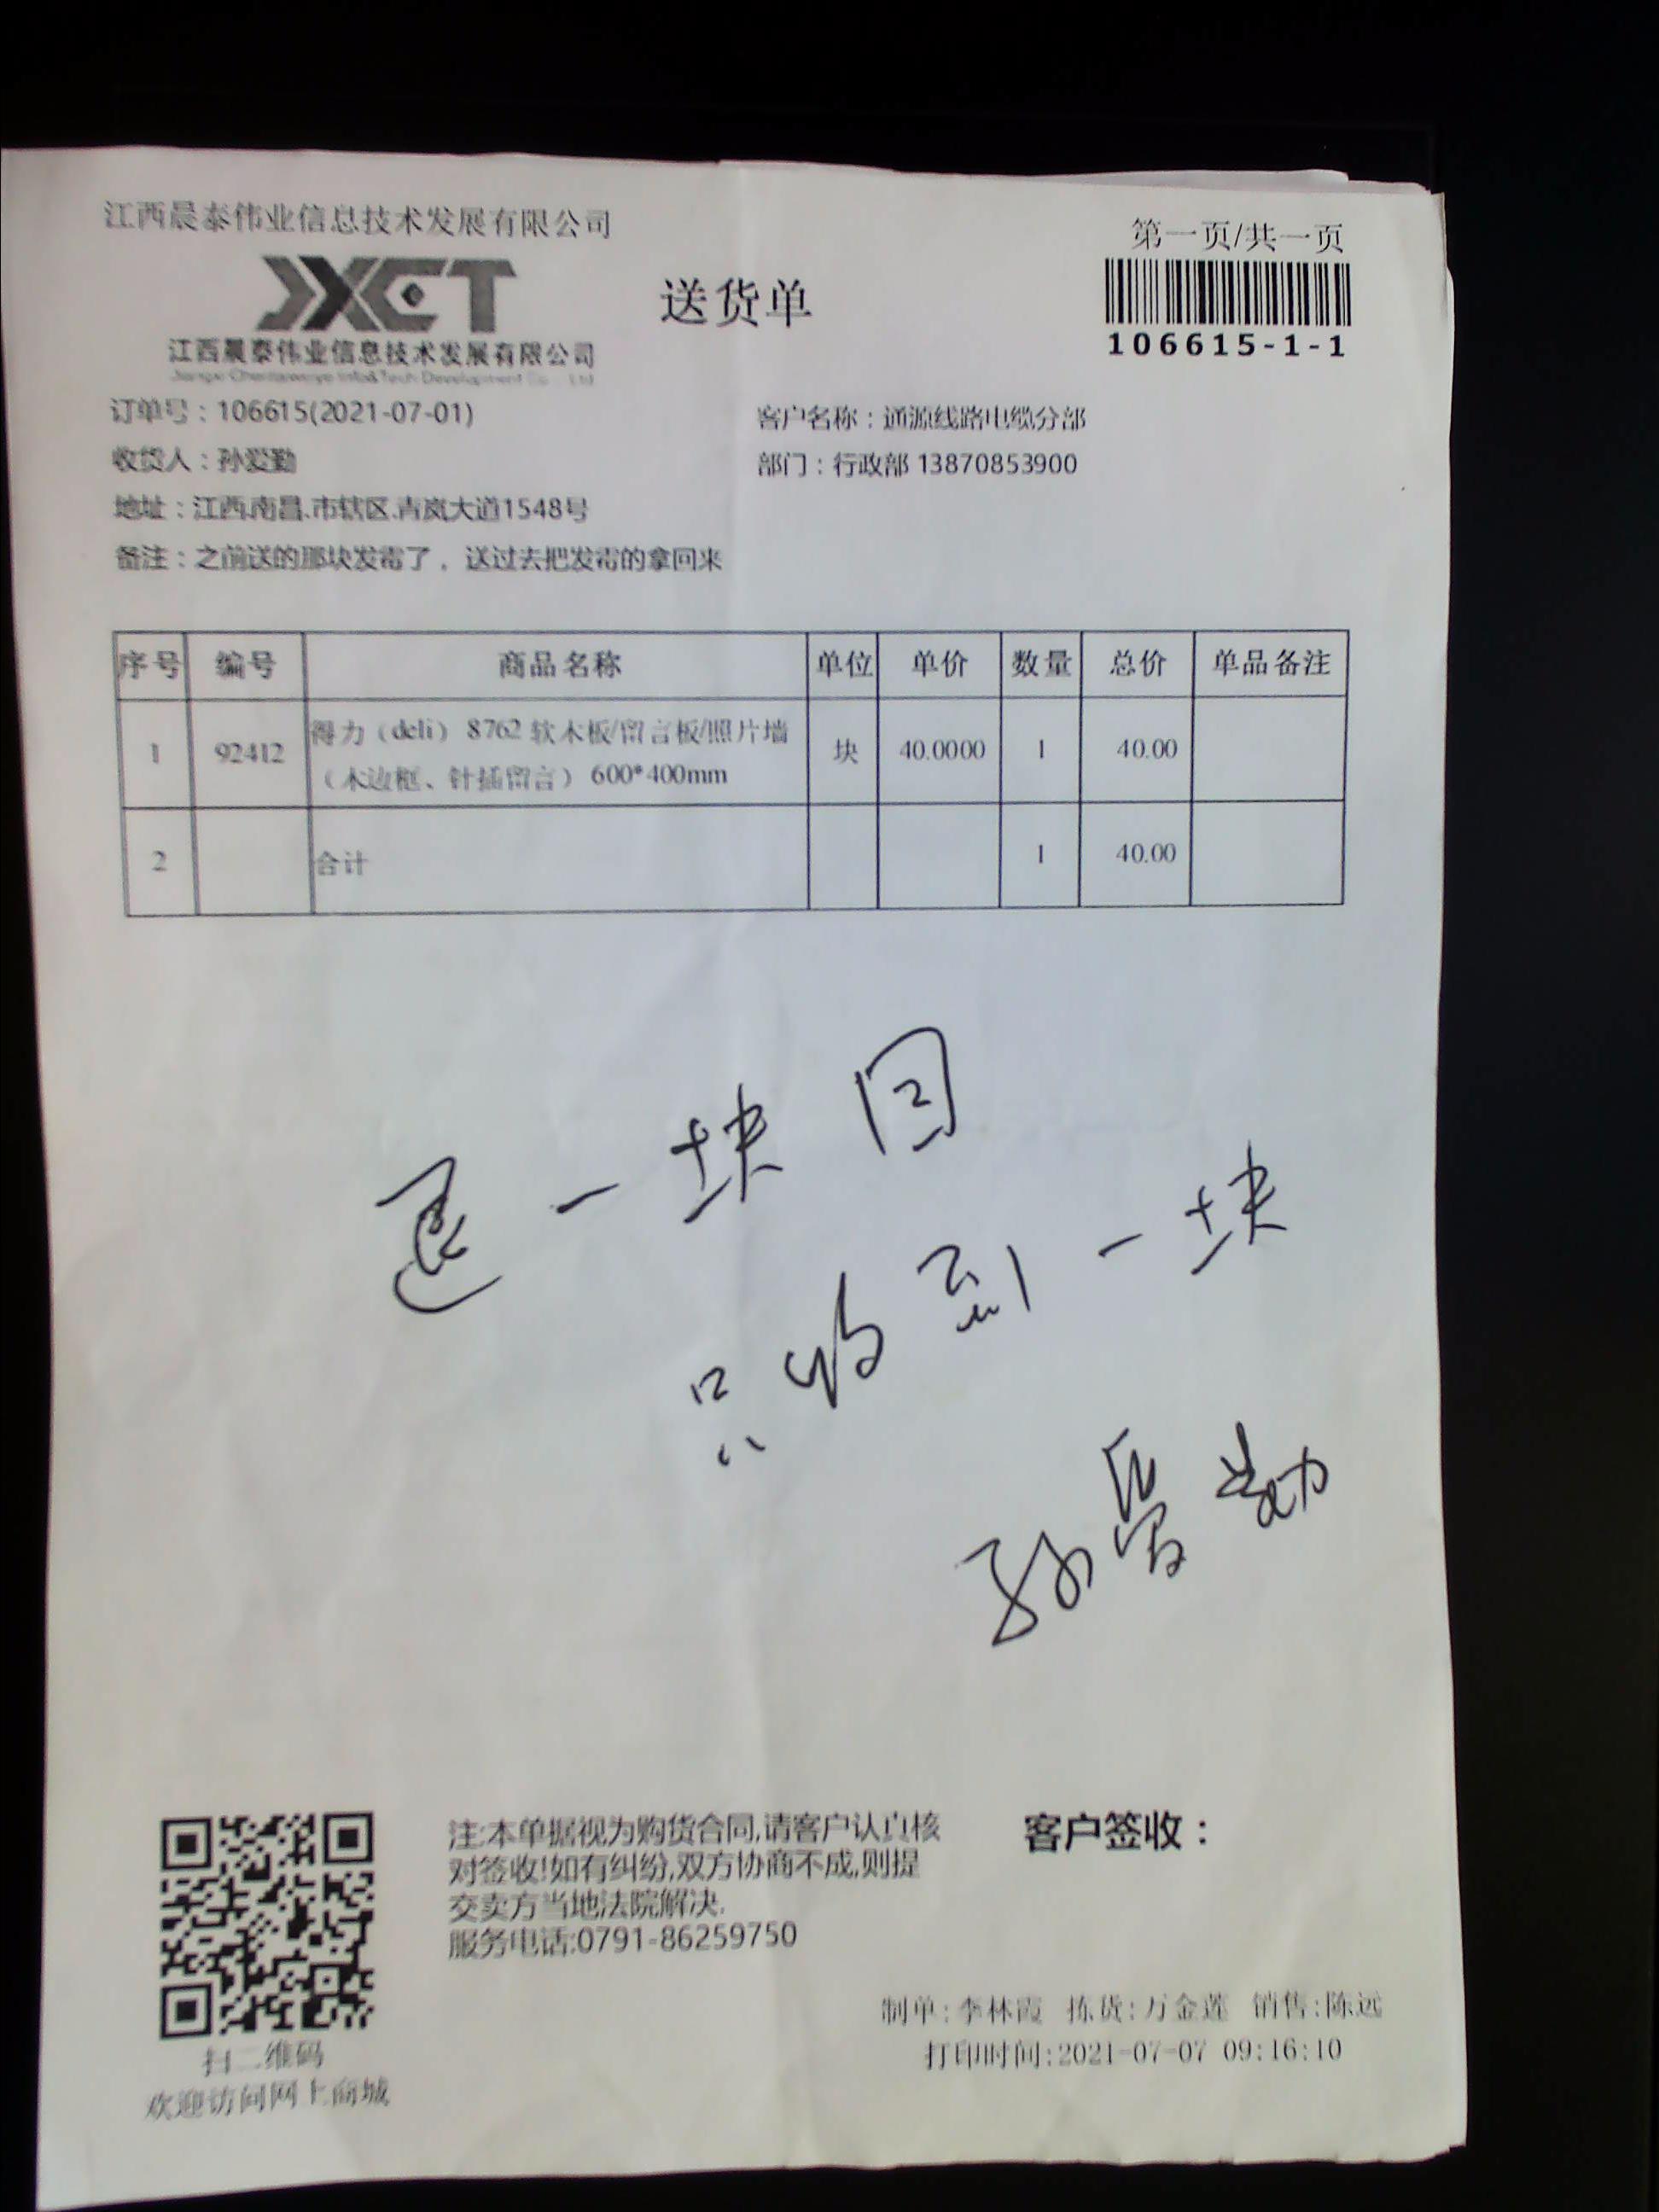 江西晨泰伟业信息技术发展有限公司
第一页/共一页
JXCT
送货单
江西晨泰伟业信息技术发展有限公司
106615-1-1
订单号：106615(2021-07-01)
客户名称：通源线路电缆分部
收货人：孙爱勤
部门：行政部 13870853900
地址：江西.南昌.市辖区.青岚大道1548号
备注：之前送的那块发霉了，送过去把发霉的拿回来
序号 编号 商品名称 单位 单价 数量 总价 单品备注
1 92412 得力（deli）8762 软木板/留言板/照片墙
（木边框、针插留言）600*400mm 块 40.0000 1 40.00
2 合计 1 40.00
退一块回
只收到一块
孙爱勤
注:本单据视为购货合同,请客户认真核
对签收!如有纠纷,双方协商不成,则提
交卖方当地法院解决.
服务电话:0791-86259750
客户签收：
扫二维码
欢迎访问网上商城
制单:李林霞 拣货:万金莲 销售:陈远
打印时间:2021-07-07 09:16:10